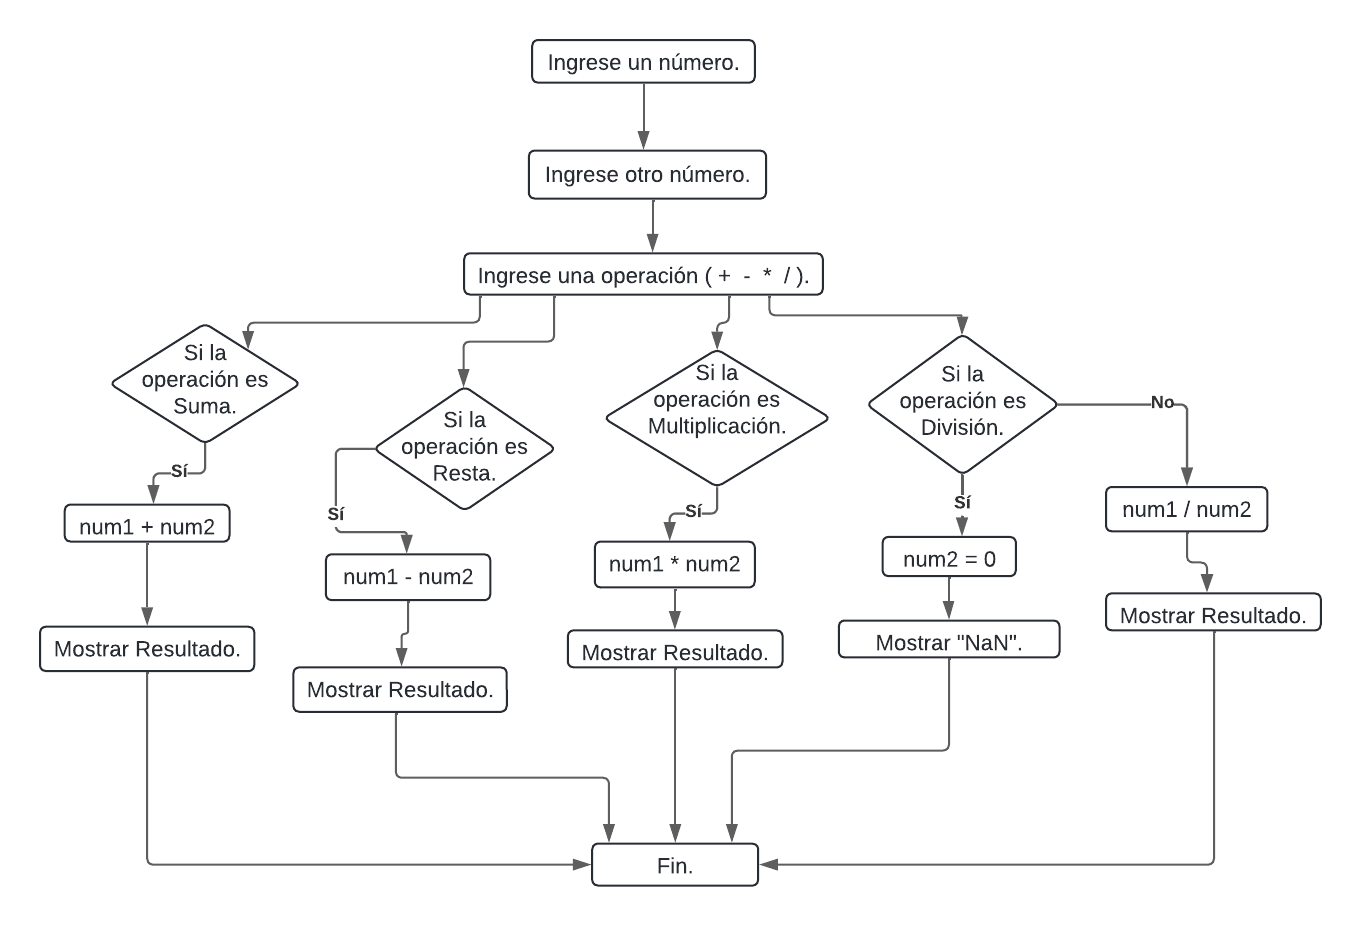 Ingrese un número.
Ingrese otro número.
Ingrese una operación ( + - * / ).
Si la
operación es
Suma.
Sí
num1 + num2
Mostrar Resultado.
Si la
operación es
Resta.
Sí
num1 - num2
Mostrar Resultado.
Si la
operación es
Multiplicación.
Sí
num1 * num2
Mostrar Resultado.
Si la
operación es
División.
Sí
num2 = 0
Mostrar "NaN".
No
num1 / num2
Mostrar Resultado.
Fin.